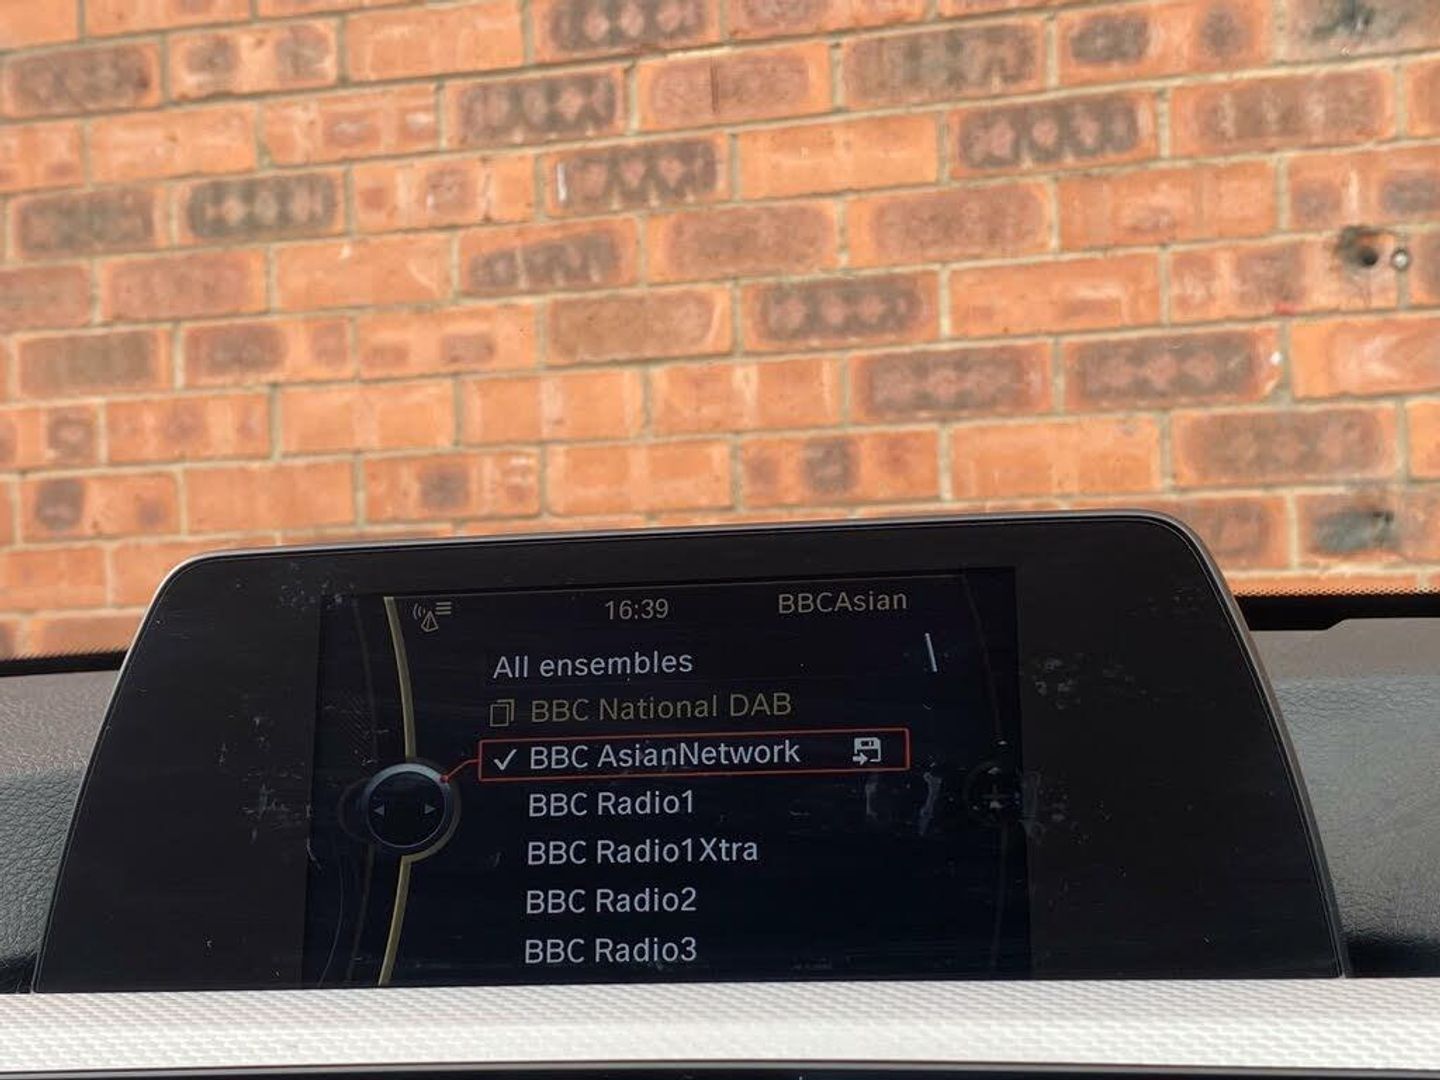 16:39 BBCAsian
All ensembles
BBC National DAB
BBC AsianNetwork
BBC Radio1
BBC Radio1Xtra
BBC Radio2
BBC Radio3